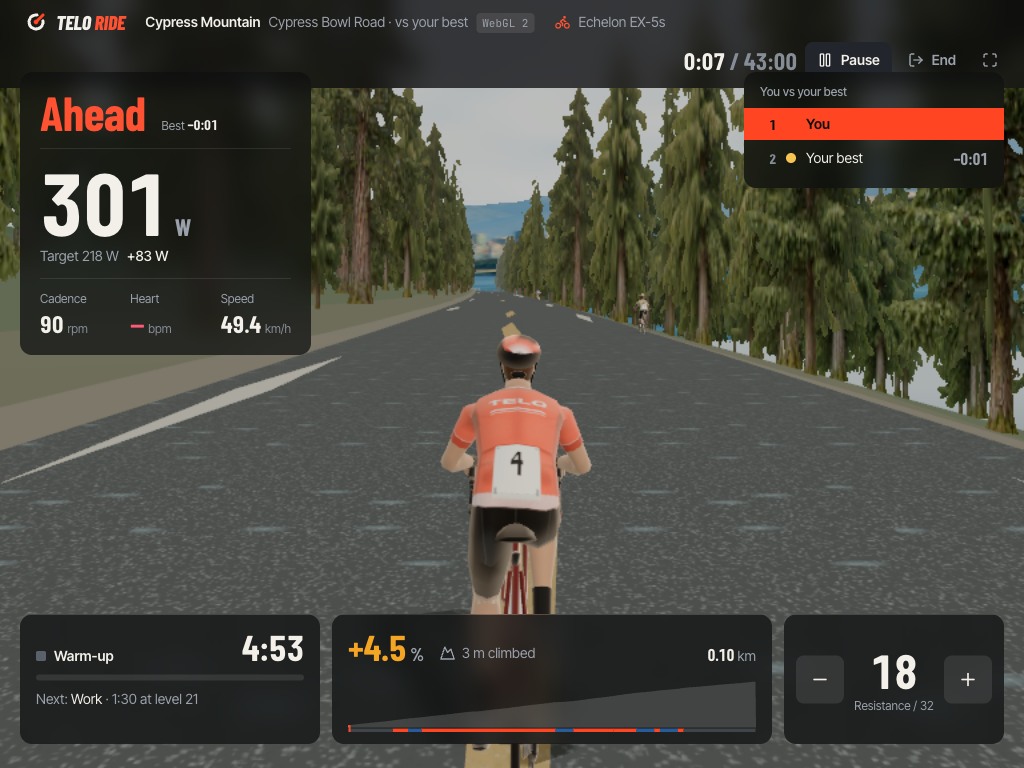 TELO RIDE Cypress Mountain Cypress Bowl Road · vs your best WebGL 2 Echelon EX-5s
0:07 / 43:00 Pause End
Ahead Best −0:01
301 W
Target 218 W +83 W
Cadence Heart Speed
90 rpm — bpm 49.4 km/h
You vs your best
1 You
2 Your best −0:01
TELO
4
Warm-up 4:53
Next: Work · 1:30 at level 21
+4.5 % 3 m climbed 0.10 km
− 18 +
Resistance / 32